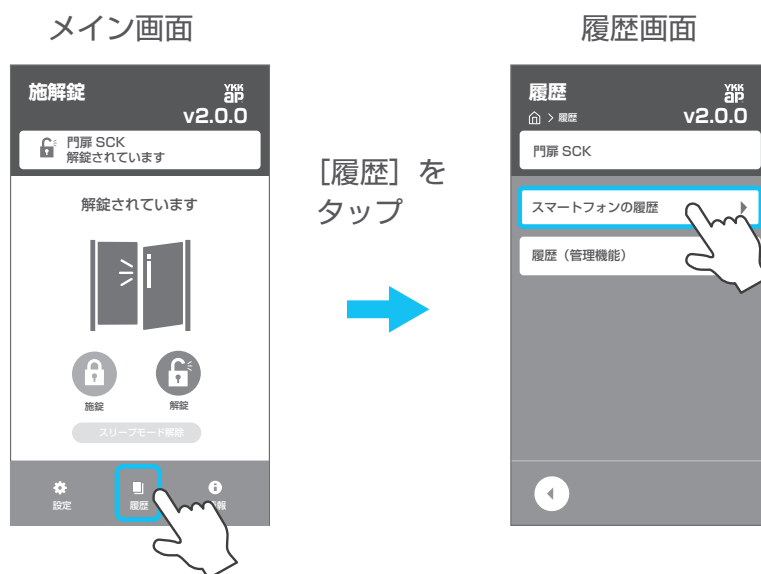 メイン画面
施解錠
YKK ap
v2.0.0
門扉 SCK
解錠されています
解錠されています
施錠
解錠
スリープモード解除
設定
履歴
報
[履歴] を
タップ
履歴画面
履歴
YKK ap
> 履歴
v2.0.0
門扉 SCK
スマートフォンの履歴
履歴（管理機能）